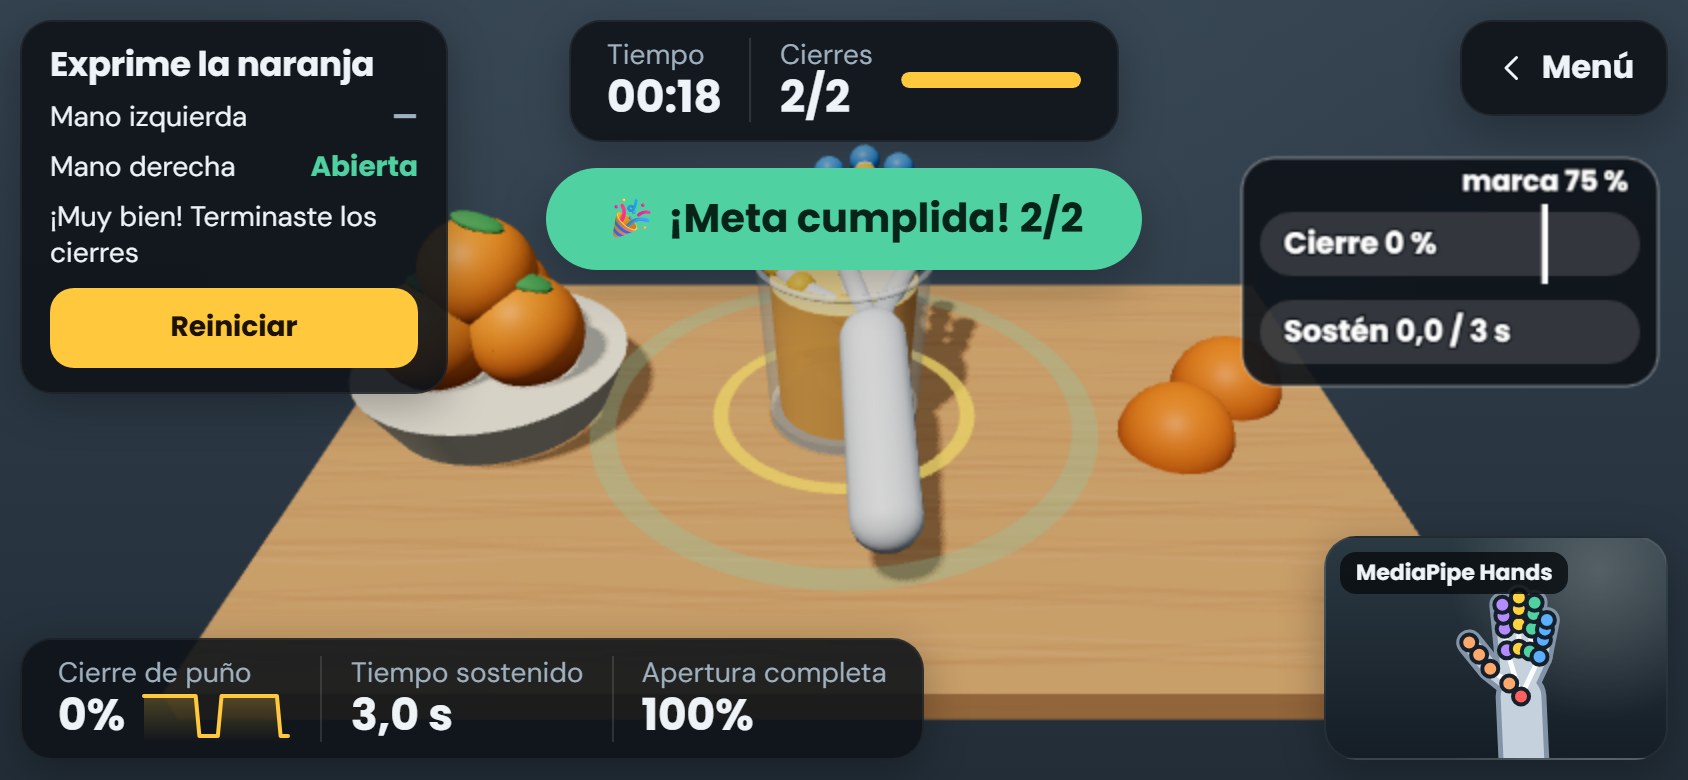 Exprime la naranja
Mano izquierda –
Mano derecha Abierta
¡Muy bien! Terminaste los
cierres
Reiniciar
Tiempo
00:18
Cierres
2/2
¡Meta cumplida! 2/2
Menú
marca 75 %
Cierre 0 %
Sostén 0,0 / 3 s
MediaPipe Hands
Cierre de puño
0%
Tiempo sostenido
3,0 s
Apertura completa
100%